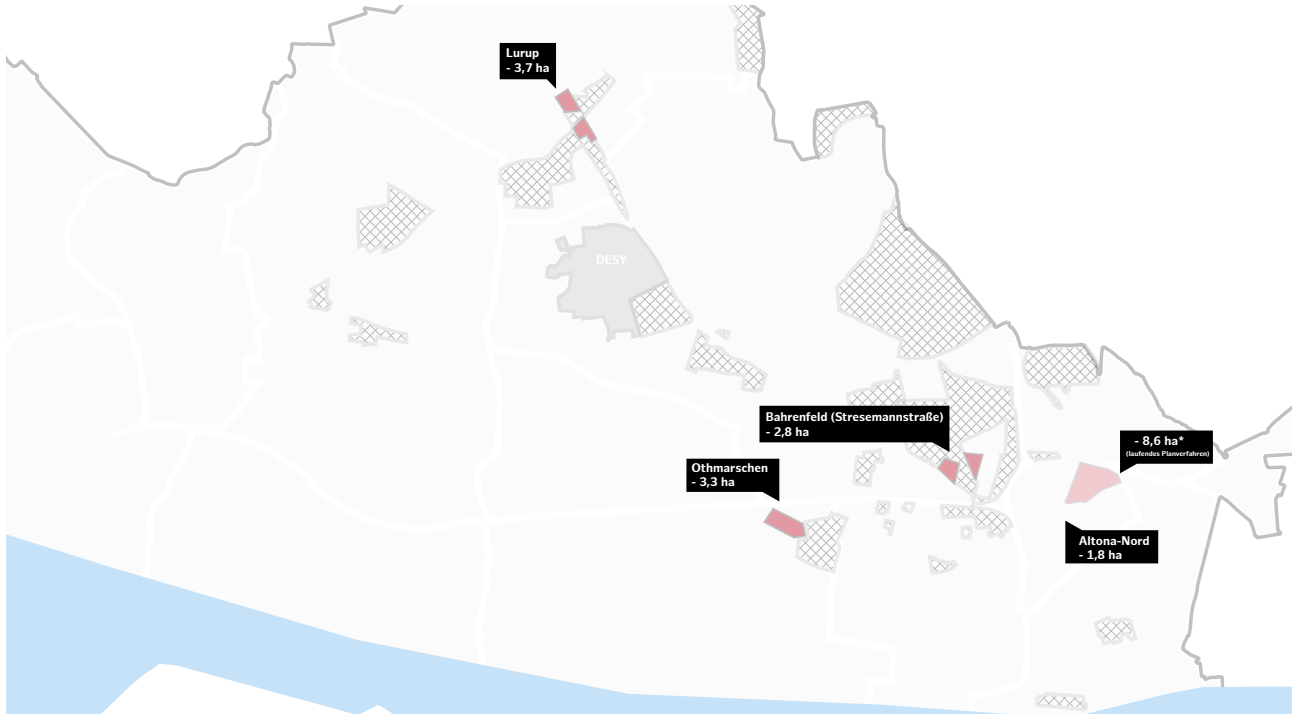 Lurup
- 3,7 ha
DESY
Bahrenfeld (Stresemannstraße)
- 2,8 ha
- 8,6 ha*
(laufendes Planverfahren)
Othmarschen
- 3,3 ha
Altona-Nord
- 1,8 ha